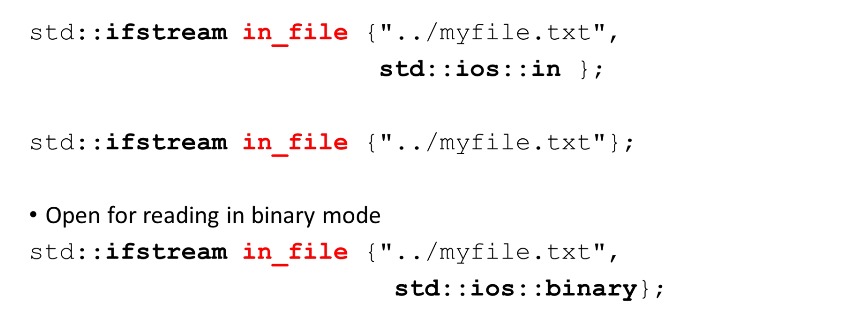 std::ifstream in_file {"../myfile.txt",
std::ios::in };
std::ifstream in_file {"../myfile.txt"};
• Open for reading in binary mode
std::ifstream in_file {"../myfile.txt",
std::ios::binary};